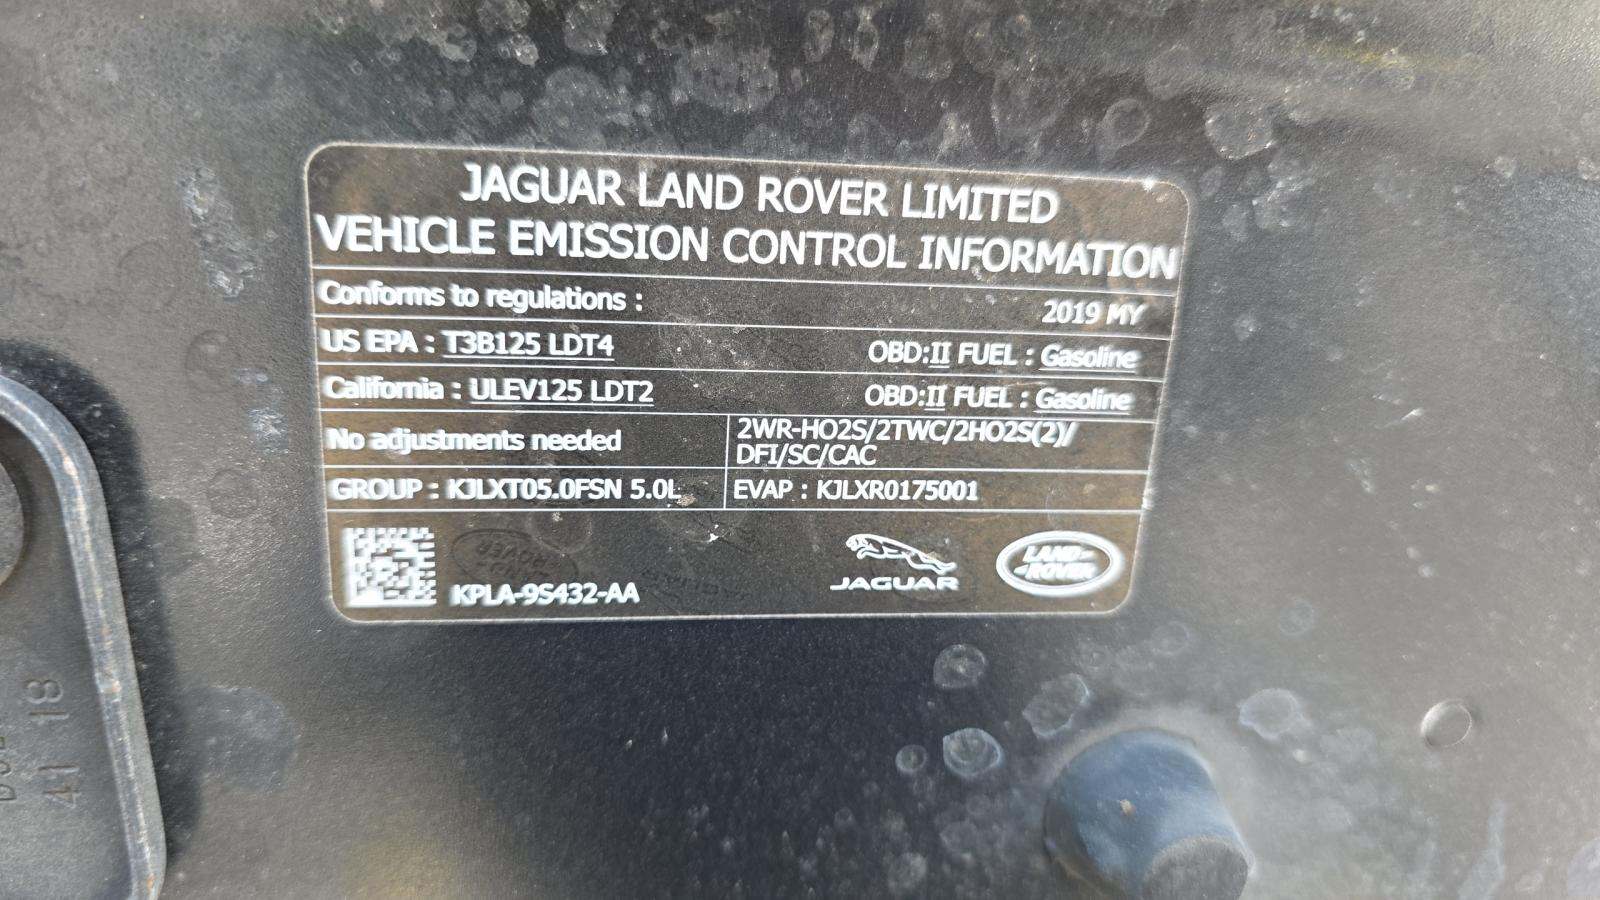 JAGUAR LAND ROVER LIMITED
VEHICLE EMISSION CONTROL INFORMATION
Conforms to regulations :
2019 MY
US EPA : T3B125 LDT4
OBD:II FUEL : Gasoline
California : ULEV125 LDT2
OBD:II FUEL : Gasoline
No adjustments needed
2WR-HO2S/2TWC/2HO2S(2)/
DFI/SC/CAC
GROUP : KJLXT05.0FSN 5.0L
EVAP : KJLXR0175001
KPLA-9S432-AA
JAGUAR
LAND-
-ROVER
41 18